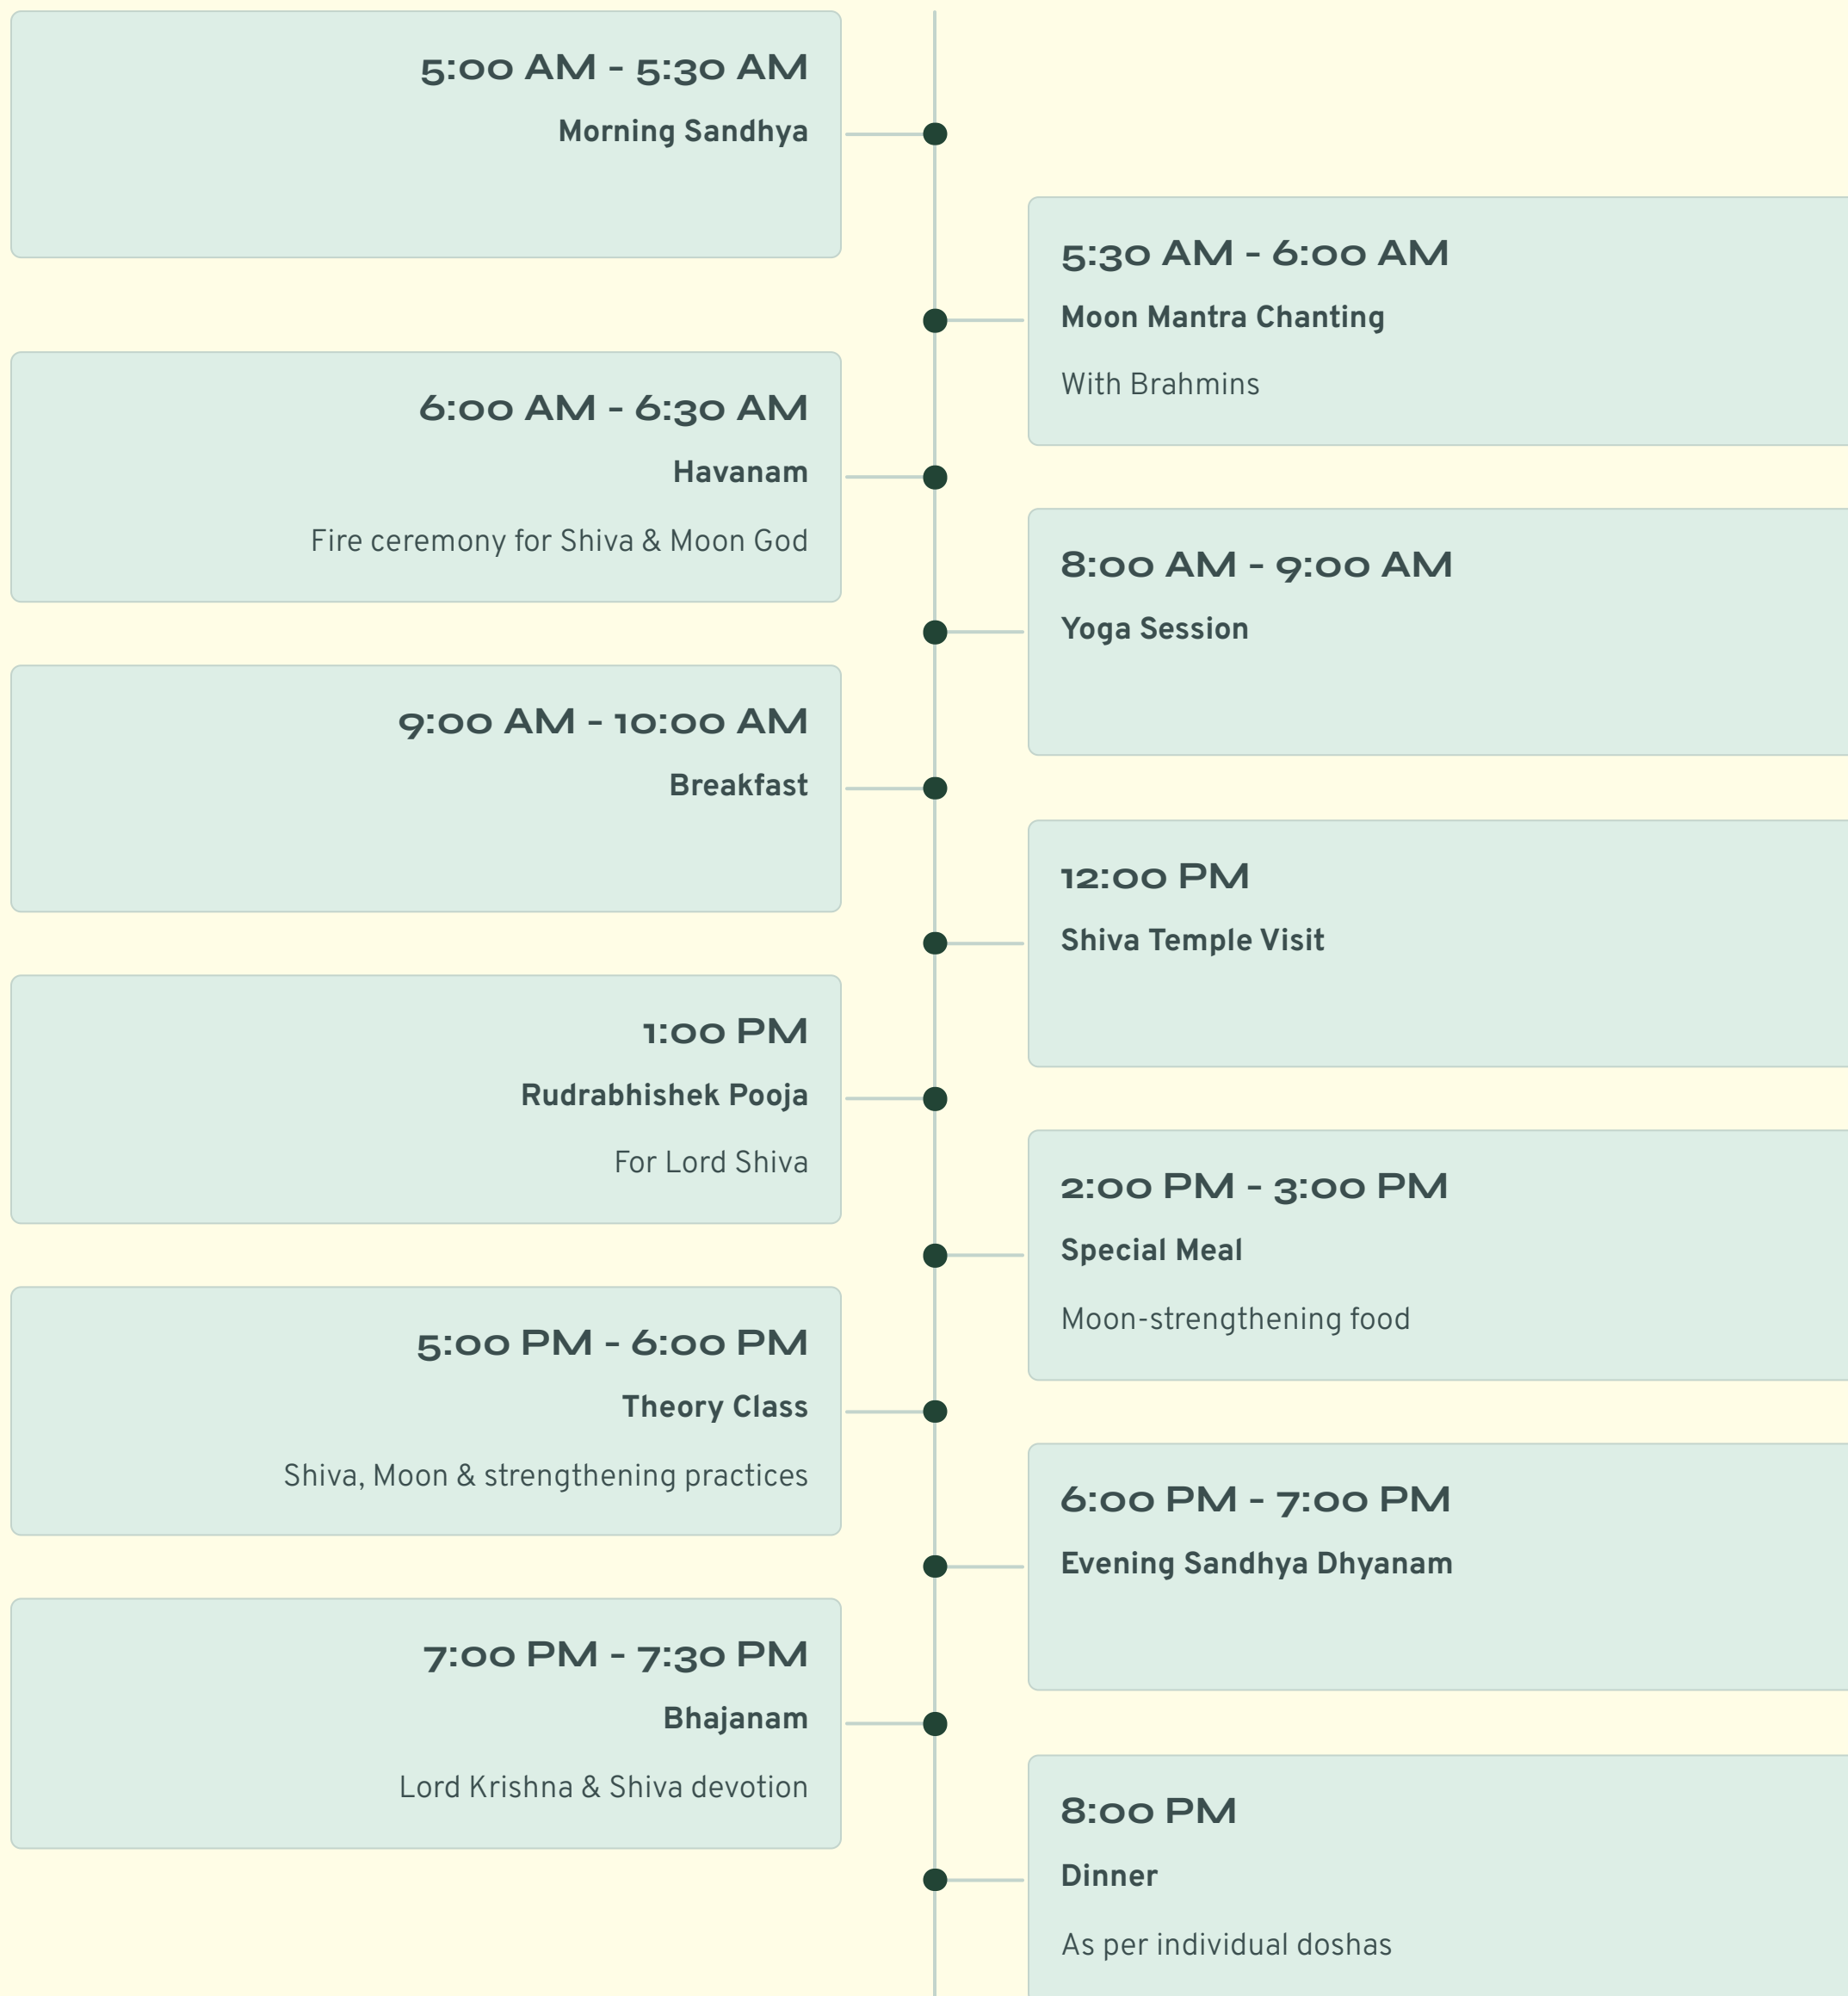 5:00 AM - 5:30 AM
Morning Sandhya
5:30 AM - 6:00 AM
Moon Mantra Chanting
With Brahmins
6:00 AM - 6:30 AM
Havanam
Fire ceremony for Shiva & Moon God
8:00 AM - 9:00 AM
Yoga Session
9:00 AM - 10:00 AM
Breakfast
12:00 PM
Shiva Temple Visit
1:00 PM
Rudrabhishek Pooja
For Lord Shiva
2:00 PM - 3:00 PM
Special Meal
Moon-strengthening food
5:00 PM - 6:00 PM
Theory Class
Shiva, Moon & strengthening practices
6:00 PM - 7:00 PM
Evening Sandhya Dhyanam
7:00 PM - 7:30 PM
Bhajanam
Lord Krishna & Shiva devotion
8:00 PM
Dinner
As per individual doshas